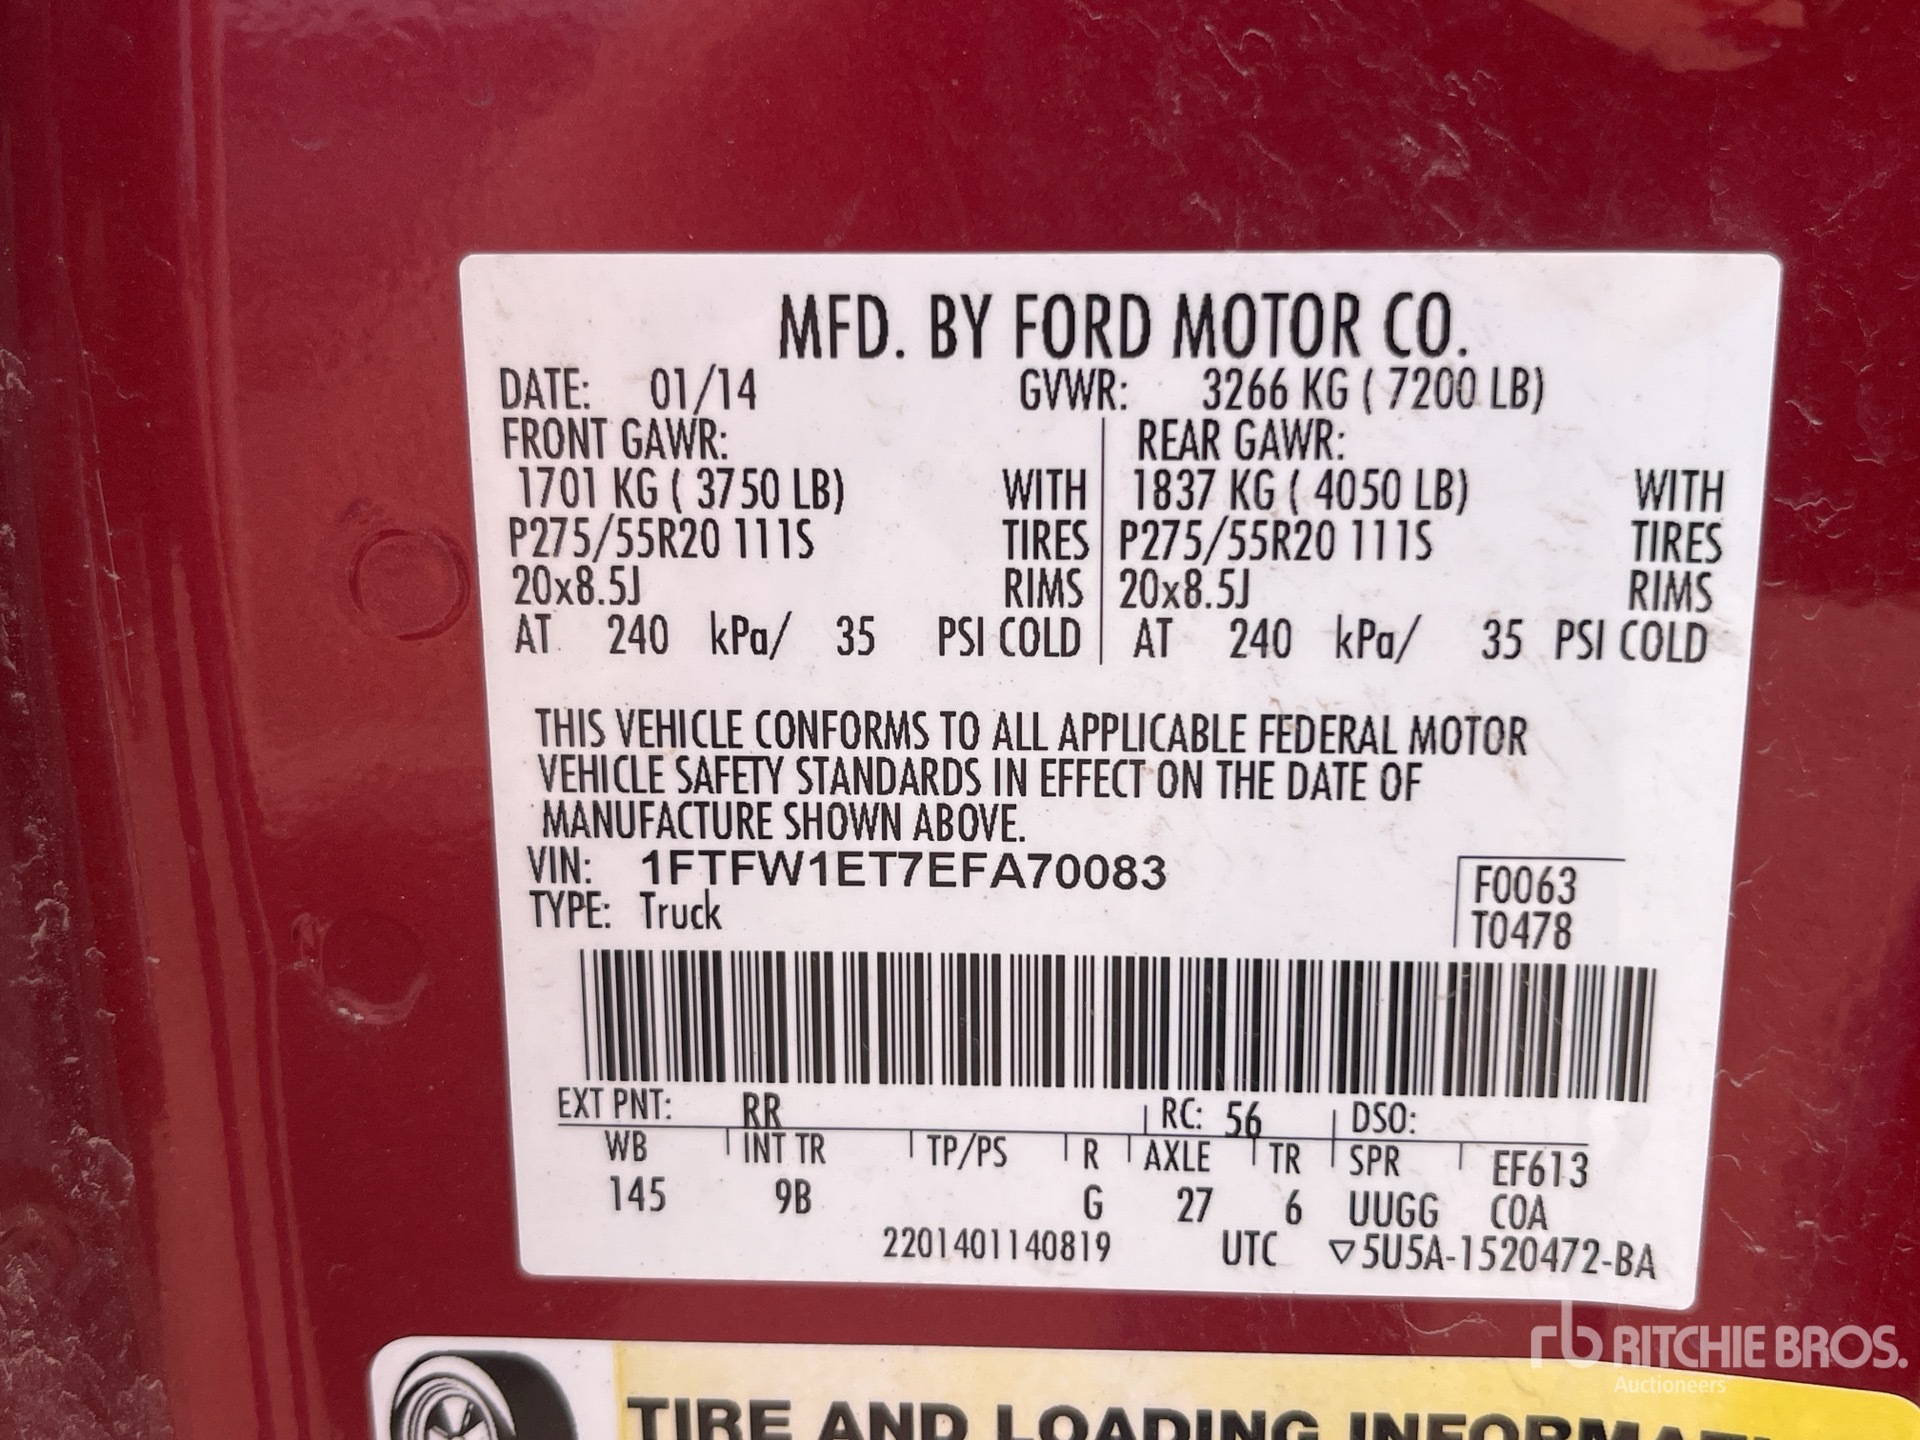 MFD. BY FORD MOTOR CO.
DATE: 01/14 GVWR: 3266 KG ( 7200 LB)
FRONT GAWR: REAR GAWR:
1701 KG ( 3750 LB) WITH 1837 KG ( 4050 LB) WITH
P275/55R20 111S TIRES P275/55R20 111S TIRES
20x8.5J RIMS 20x8.5J RIMS
AT 240 kPa/ 35 PSI COLD AT 240 kPa/ 35 PSI COLD
THIS VEHICLE CONFORMS TO ALL APPLICABLE FEDERAL MOTOR
VEHICLE SAFETY STANDARDS IN EFFECT ON THE DATE OF
MANUFACTURE SHOWN ABOVE.
VIN: 1FTFW1ET7EFA70083 F0063
TYPE: Truck T0478
EXT PNT: RR RC: 56 DSO:
WB INT TR TP/PS R AXLE TR SPR EF613
145 9B G 27 6 UUGG COA
2201401140819 UTC ▽5U5A-1520472-BA
rb RITCHIE BROS.
Auctioneers
TIRE AND LOADING INFORMATI